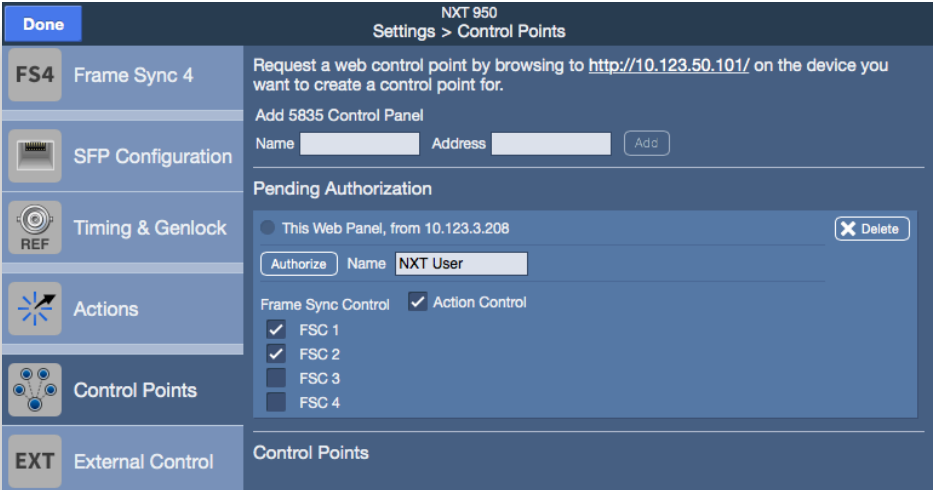 Done
NXT 950
Settings > Control Points
FS4 Frame Sync 4
SFP Configuration
REF Timing & Genlock
Actions
Control Points
EXT External Control
Request a web control point by browsing to http://10.123.50.101/ on the device you
want to create a control point for.
Add 5835 Control Panel
Name Address Add
Pending Authorization
This Web Panel, from 10.123.3.208 Delete
Authorize Name NXT User
Frame Sync Control Action Control
FSC 1
FSC 2
FSC 3
FSC 4
Control Points